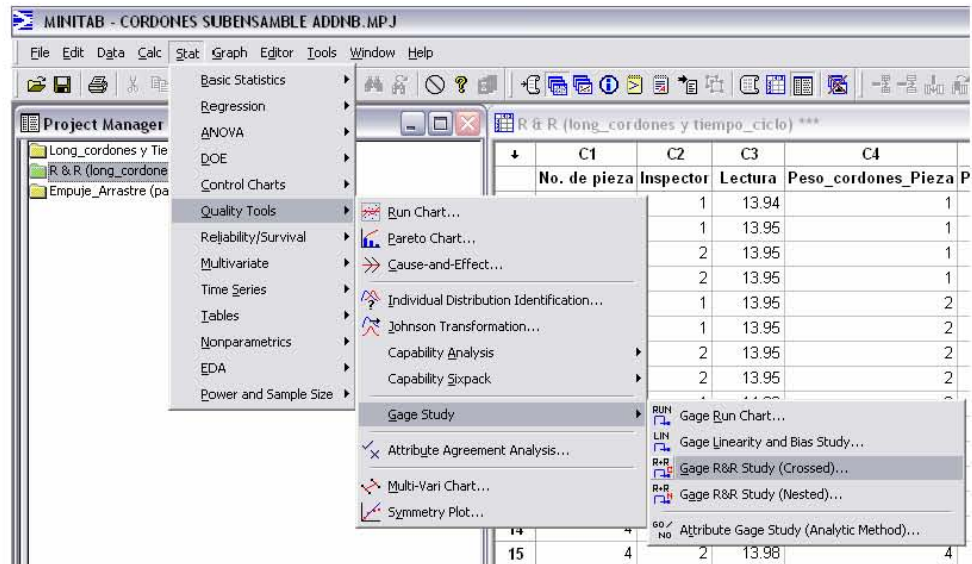 MINITAB - CORDONES SUBENSAMBLE ADDNB.MPJ
File Edit Data Calc Stat Graph Editor Tools Window Help
Project Manager
Long_cordones y Tie
R & R (long_cordone
Empuje_Arrastre (pa
Basic Statistics
Regression
ANOVA
DOE
Control Charts
Quality Tools
Reliability/Survival
Multivariate
Time Series
Tables
Nonparametrics
EDA
Power and Sample Size
Run Chart...
Pareto Chart...
Cause-and-Effect...
Individual Distribution Identification...
Johnson Transformation...
Capability Analysis
Capability Sixpack
Gage Study
Attribute Agreement Analysis...
Multi-Vari Chart...
Symmetry Plot...
RUN Gage Run Chart...
LIN Gage Linearity and Bias Study...
R+R Gage R&R Study (Crossed)...
R+R Gage R&R Study (Nested)...
GO/NO Attribute Gage Study (Analytic Method)...
R & R (long_cordones y tiempo_ciclo) ***
C1 C2 C3 C4
No. de pieza Inspector Lectura Peso_cordones_Pieza P
1 13.94 1
1 13.95 1
2 13.95 1
2 13.95 1
1 13.95 2
1 13.95 2
2 13.95 2
2 13.95 2
14 4
15 4 2 13.98 4